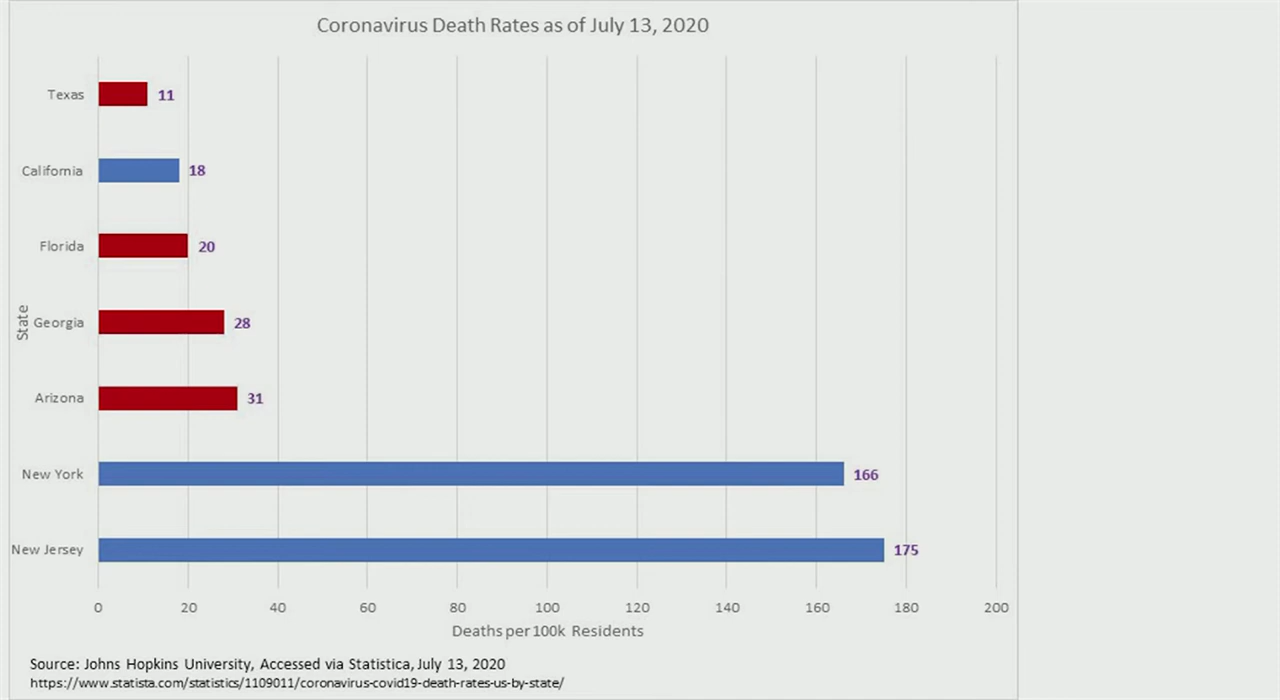 Coronavirus Death Rates as of July 13, 2020
Texas 11
California 18
Florida 20
State
Georgia 28
Arizona 31
New York 166
New Jersey 175
0 20 40 60 80 100 120 140 160 180 200
Deaths per 100k Residents
Source: Johns Hopkins University, Accessed via Statistica, July 13, 2020
https://www.statista.com/statistics/1109011/coronavirus-covid19-death-rates-us-by-state/